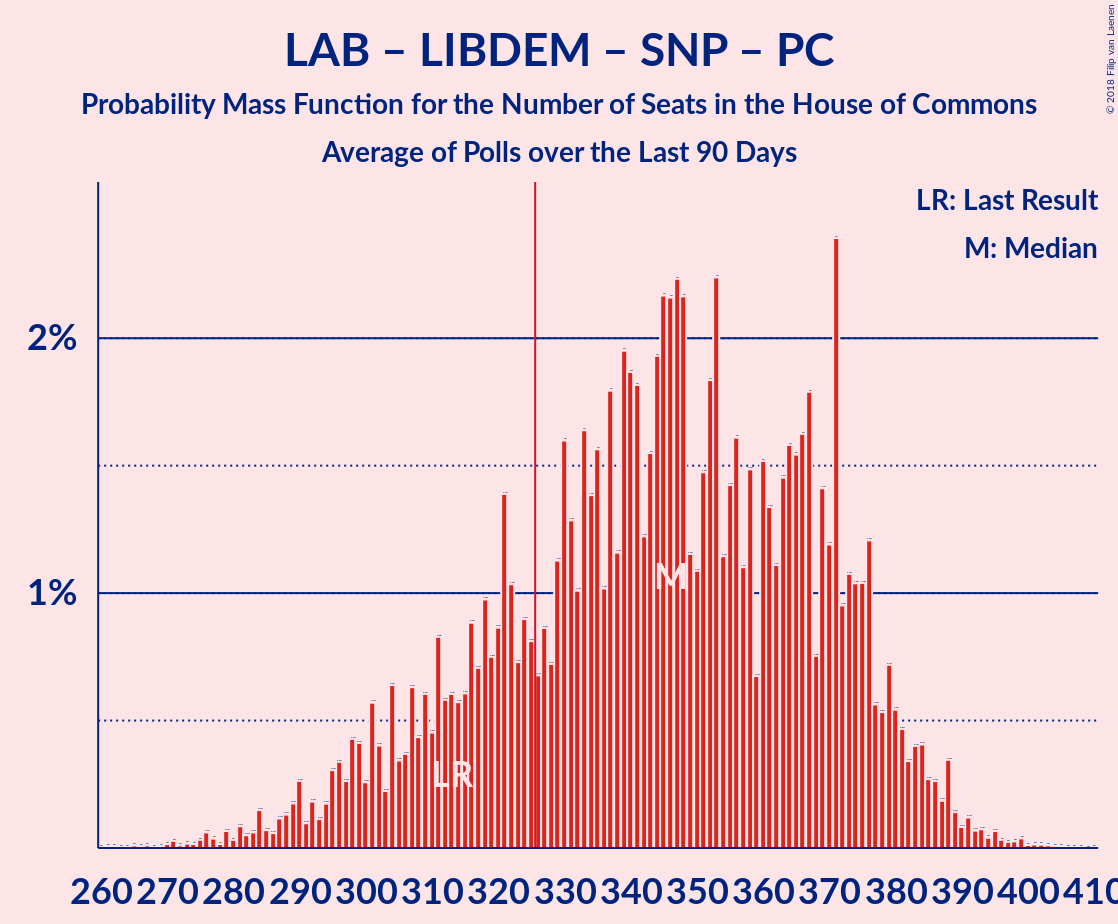 LAB – LIBDEM – SNP – PC
Probability Mass Function for the Number of Seats in the House of Commons
Average of Polls over the Last 90 Days
© 2018 Filip van Laenen
LR: Last Result
M: Median
2%
1%
M
LR
260 270 280 290 300 310 320 330 340 350 360 370 380 390 400 410